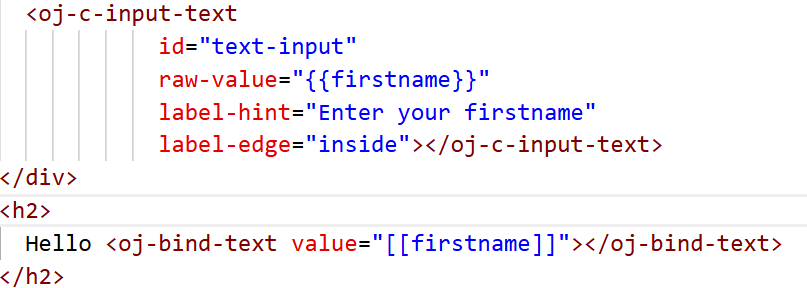 <oj-c-input-text
id="text-input"
raw-value="{{firstname}}"
label-hint="Enter your firstname"
label-edge="inside"></oj-c-input-text>
</div>
<h2>
Hello <oj-bind-text value="[[firstname]]"></oj-bind-text>
</h2>